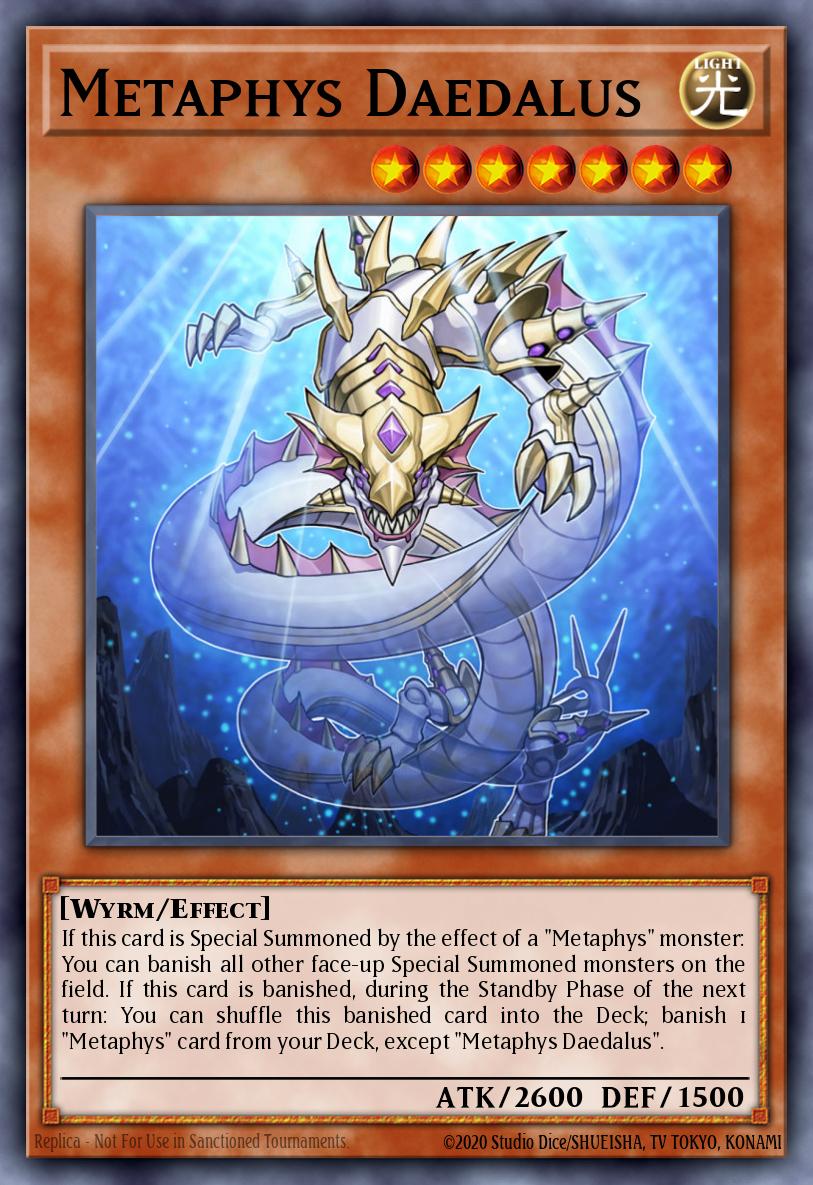 Metaphys Daedalus
LIGHT
光
[Wyrm/Effect]
If this card is Special Summoned by the effect of a "Metaphys" monster:
You can banish all other face-up Special Summoned monsters on the
field. If this card is banished, during the Standby Phase of the next
turn: You can shuffle this banished card into the Deck; banish 1
"Metaphys" card from your Deck, except "Metaphys Daedalus".
ATK/2600 DEF/1500
Replica - Not For Use in Sanctioned Tournaments.
©2020 Studio Dice/SHUEISHA, TV TOKYO, KONAMI